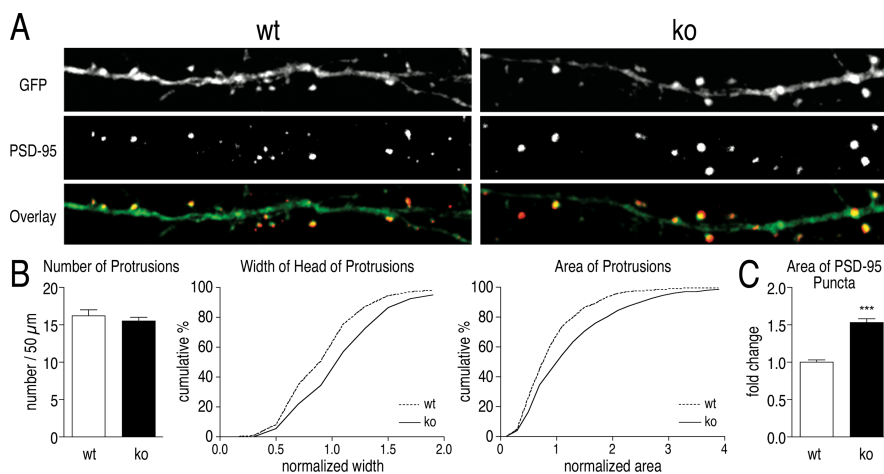 A
wt
ko
GFP
PSD-95
Overlay
B
Number of Protrusions
number / 50 µm
20
15
10
5
0
wt
ko
Width of Head of Protrusions
cumulative %
100
80
60
40
20
0
0.0
0.5
1.0
1.5
2.0
normalized width
wt
ko
Area of Protrusions
cumulative %
100
80
60
40
20
0
0
1
2
3
4
normalized area
wt
ko
C
Area of PSD-95
Puncta
fold change
2.0
1.5
1.0
0.5
0.0
***
wt
ko